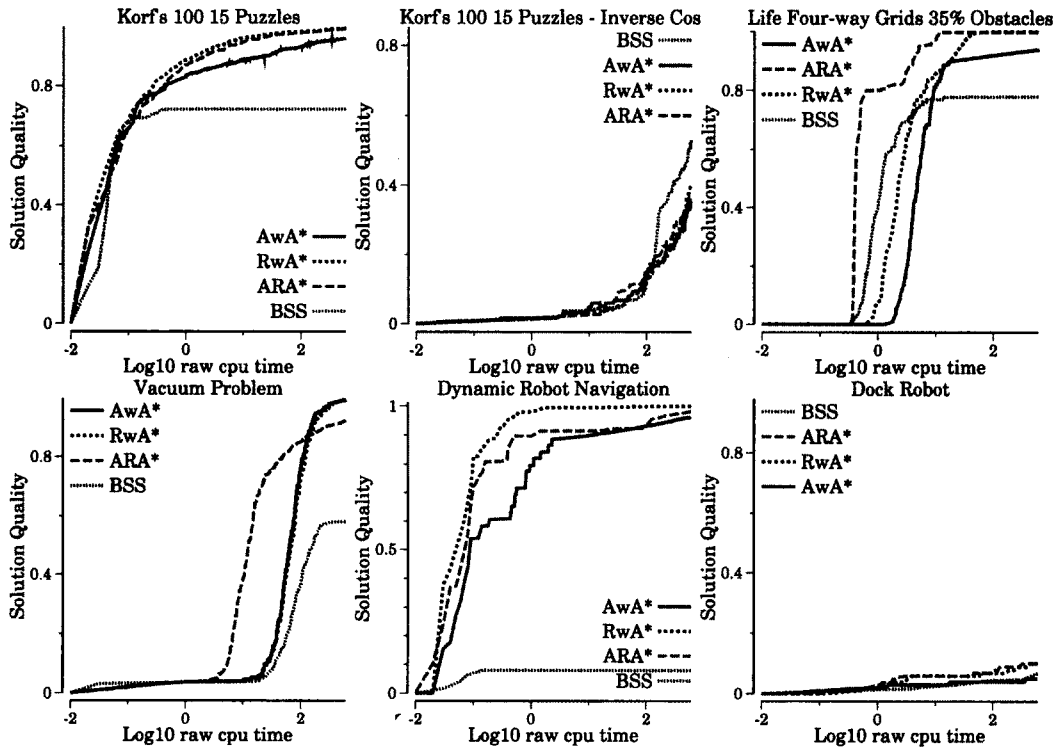 Korf's 100 15 Puzzles
Solution Quality
0.8
0.4
0
AwA*
RwA*
ARA*
BSS
-2
0
2
Log10 raw cpu time
Korf's 100 15 Puzzles - Inverse Cos
Solution Quality
0.8
0.4
0
BSS
AwA*
RwA*
ARA*
-2
0
2
Log10 raw cpu time
Life Four-way Grids 35% Obstacles
Solution Quality
0.8
0.4
0
AwA*
ARA*
RwA*
BSS
-2
0
2
Log10 raw cpu time
Vacuum Problem
Solution Quality
0.8
0.4
0
AwA*
RwA*
ARA*
BSS
-2
0
2
Log10 raw cpu time
Dynamic Robot Navigation
Solution Quality
1
0.5
0
AwA*
RwA*
ARA*
BSS
-2
0
2
Log10 raw cpu time
Dock Robot
Solution Quality
0.8
0.4
0
BSS
ARA*
RwA*
AwA*
-2
0
2
Log10 raw cpu time